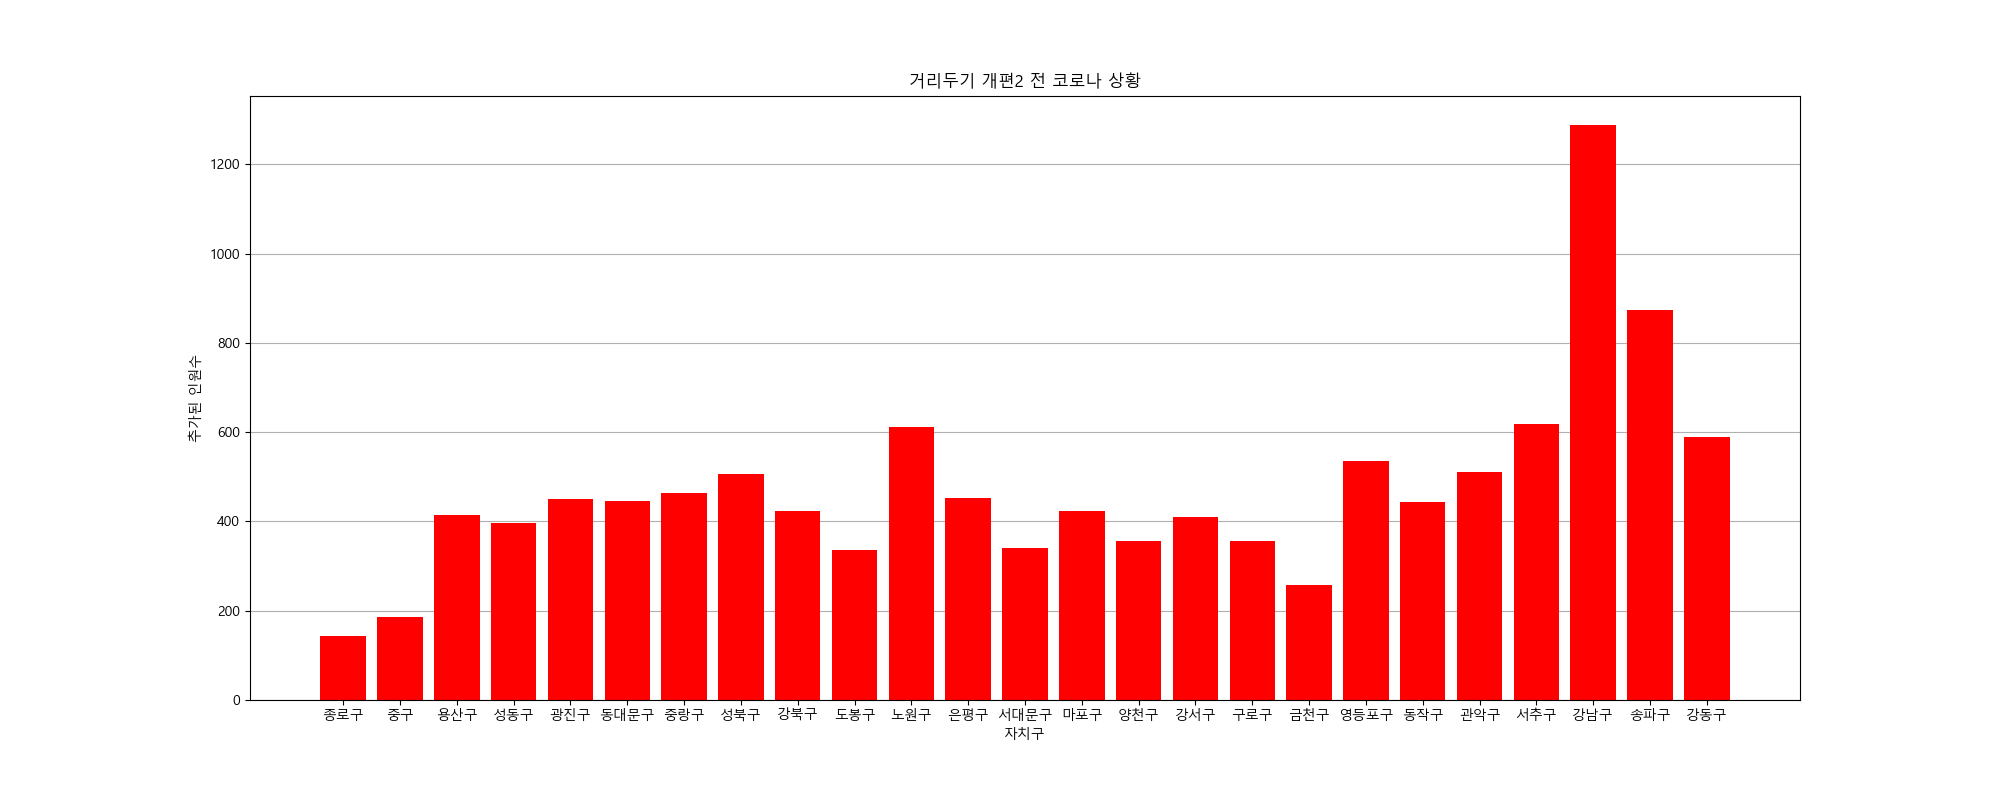 거리두기 개편2 전 코로나 상황
추가된 인원수
1200
1000
800
600
400
200
0
종로구 중구 용산구 성동구 광진구 동대문구 중랑구 성북구 강북구 도봉구 노원구 은평구 서대문구 마포구 양천구 강서구 구로구 금천구 영등포구 동작구 관악구 서추구 강남구 송파구 강동구
자치구